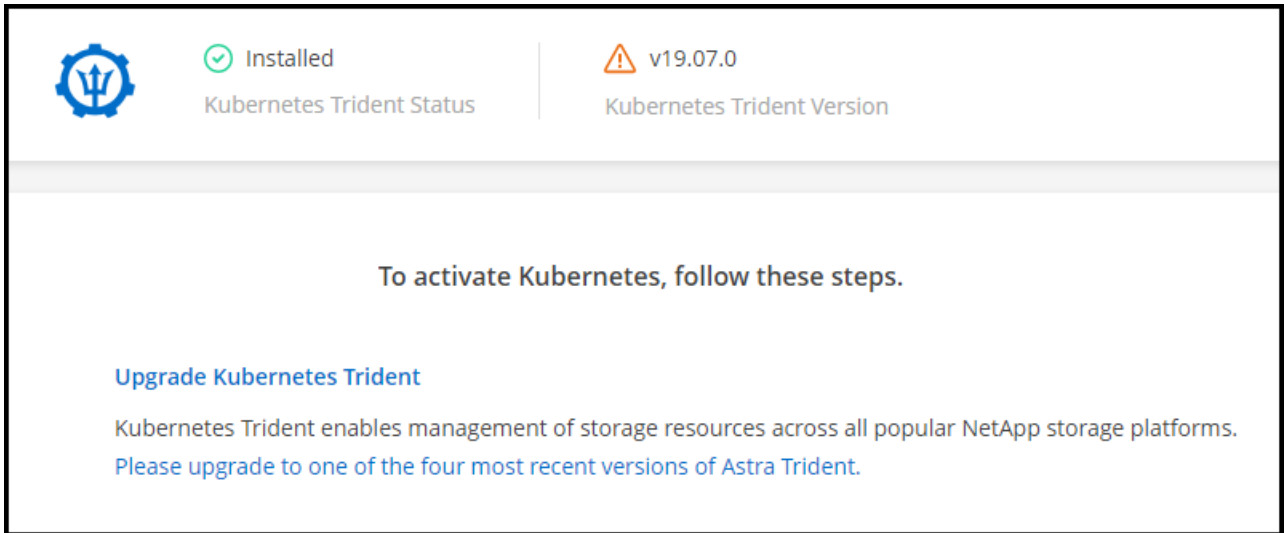 Installed
Kubernetes Trident Status
v19.07.0
Kubernetes Trident Version
To activate Kubernetes, follow these steps.
Upgrade Kubernetes Trident
Kubernetes Trident enables management of storage resources across all popular NetApp storage platforms.
Please upgrade to one of the four most recent versions of Astra Trident.